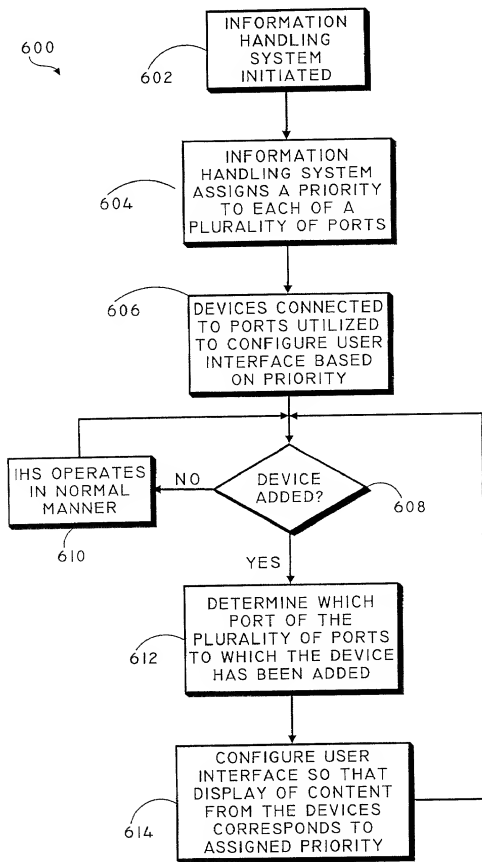 600
INFORMATION
HANDLING
SYSTEM
INITIATED
602
INFORMATION
HANDLING SYSTEM
ASSIGNS A PRIORITY
TO EACH OF A
PLURALITY OF PORTS
604
DEVICES CONNECTED
TO PORTS UTILIZED
TO CONFIGURE USER
INTERFACE BASED
ON PRIORITY
606
DEVICE
ADDED?
608
NO
IHS OPERATES
IN NORMAL
MANNER
610
YES
DETERMINE WHICH
PORT OF THE
PLURALITY OF PORTS
TO WHICH THE DEVICE
HAS BEEN ADDED
612
CONFIGURE USER
INTERFACE SO THAT
DISPLAY OF CONTENT
FROM THE DEVICES
CORRESPONDS TO
ASSIGNED PRIORITY
614